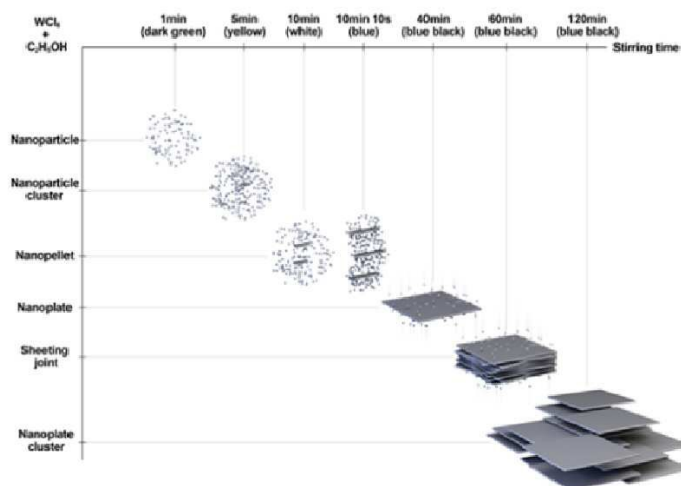 WCl₆
+
C₂H₅OH
1min
(dark green)
5min
(yellow)
10min
(white)
10min 10s
(blue)
40min
(blue black)
60min
(blue black)
120min
(blue black)
Stirring time
Nanoparticle
Nanoparticle
cluster
Nanopellet
Nanoplate
Sheeting
joint
Nanoplate
cluster